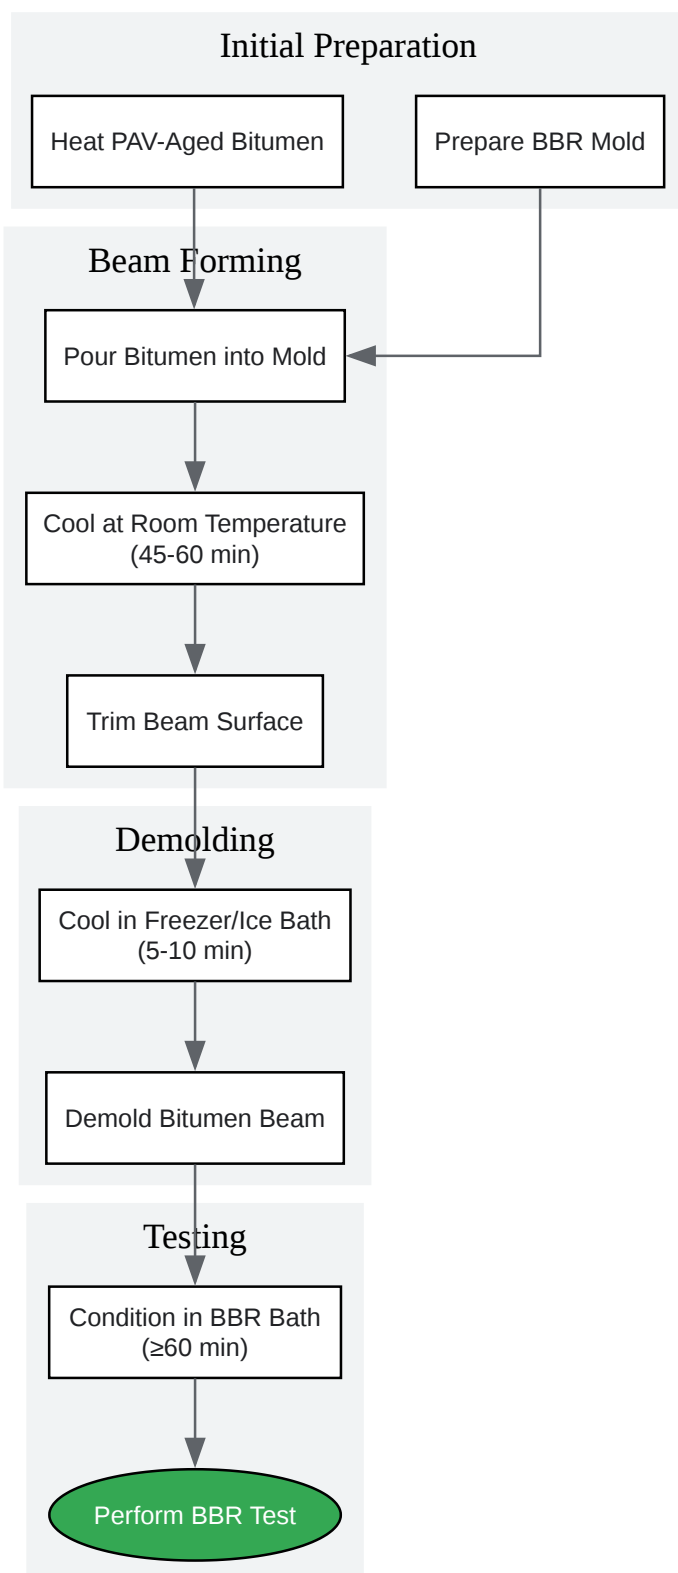 Initial Preparation
Heat PAV-Aged Bitumen
Prepare BBR Mold
Beam Forming
Pour Bitumen into Mold
Cool at Room Temperature
(45-60 min)
Trim Beam Surface
Demolding
Cool in Freezer/Ice Bath
(5-10 min)
Demold Bitumen Beam
Testing
Condition in BBR Bath
(≥60 min)
Perform BBR Test